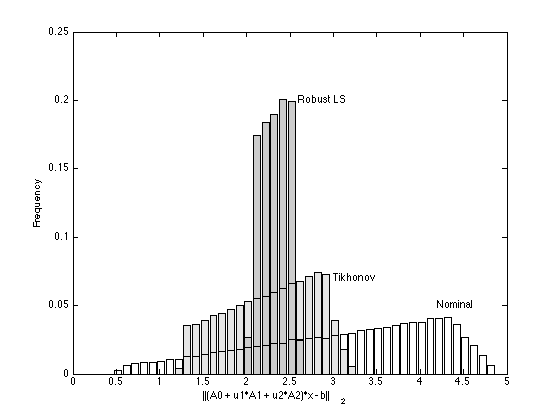 0.25
0.2
0.15
0.1
0.05
0
Frequency
Robust LS
Tikhonov
Nominal
0 0.5 1 1.5 2 2.5 3 3.5 4 4.5 5
||(A0 + u1*A1 + u2*A2)*x - b||2